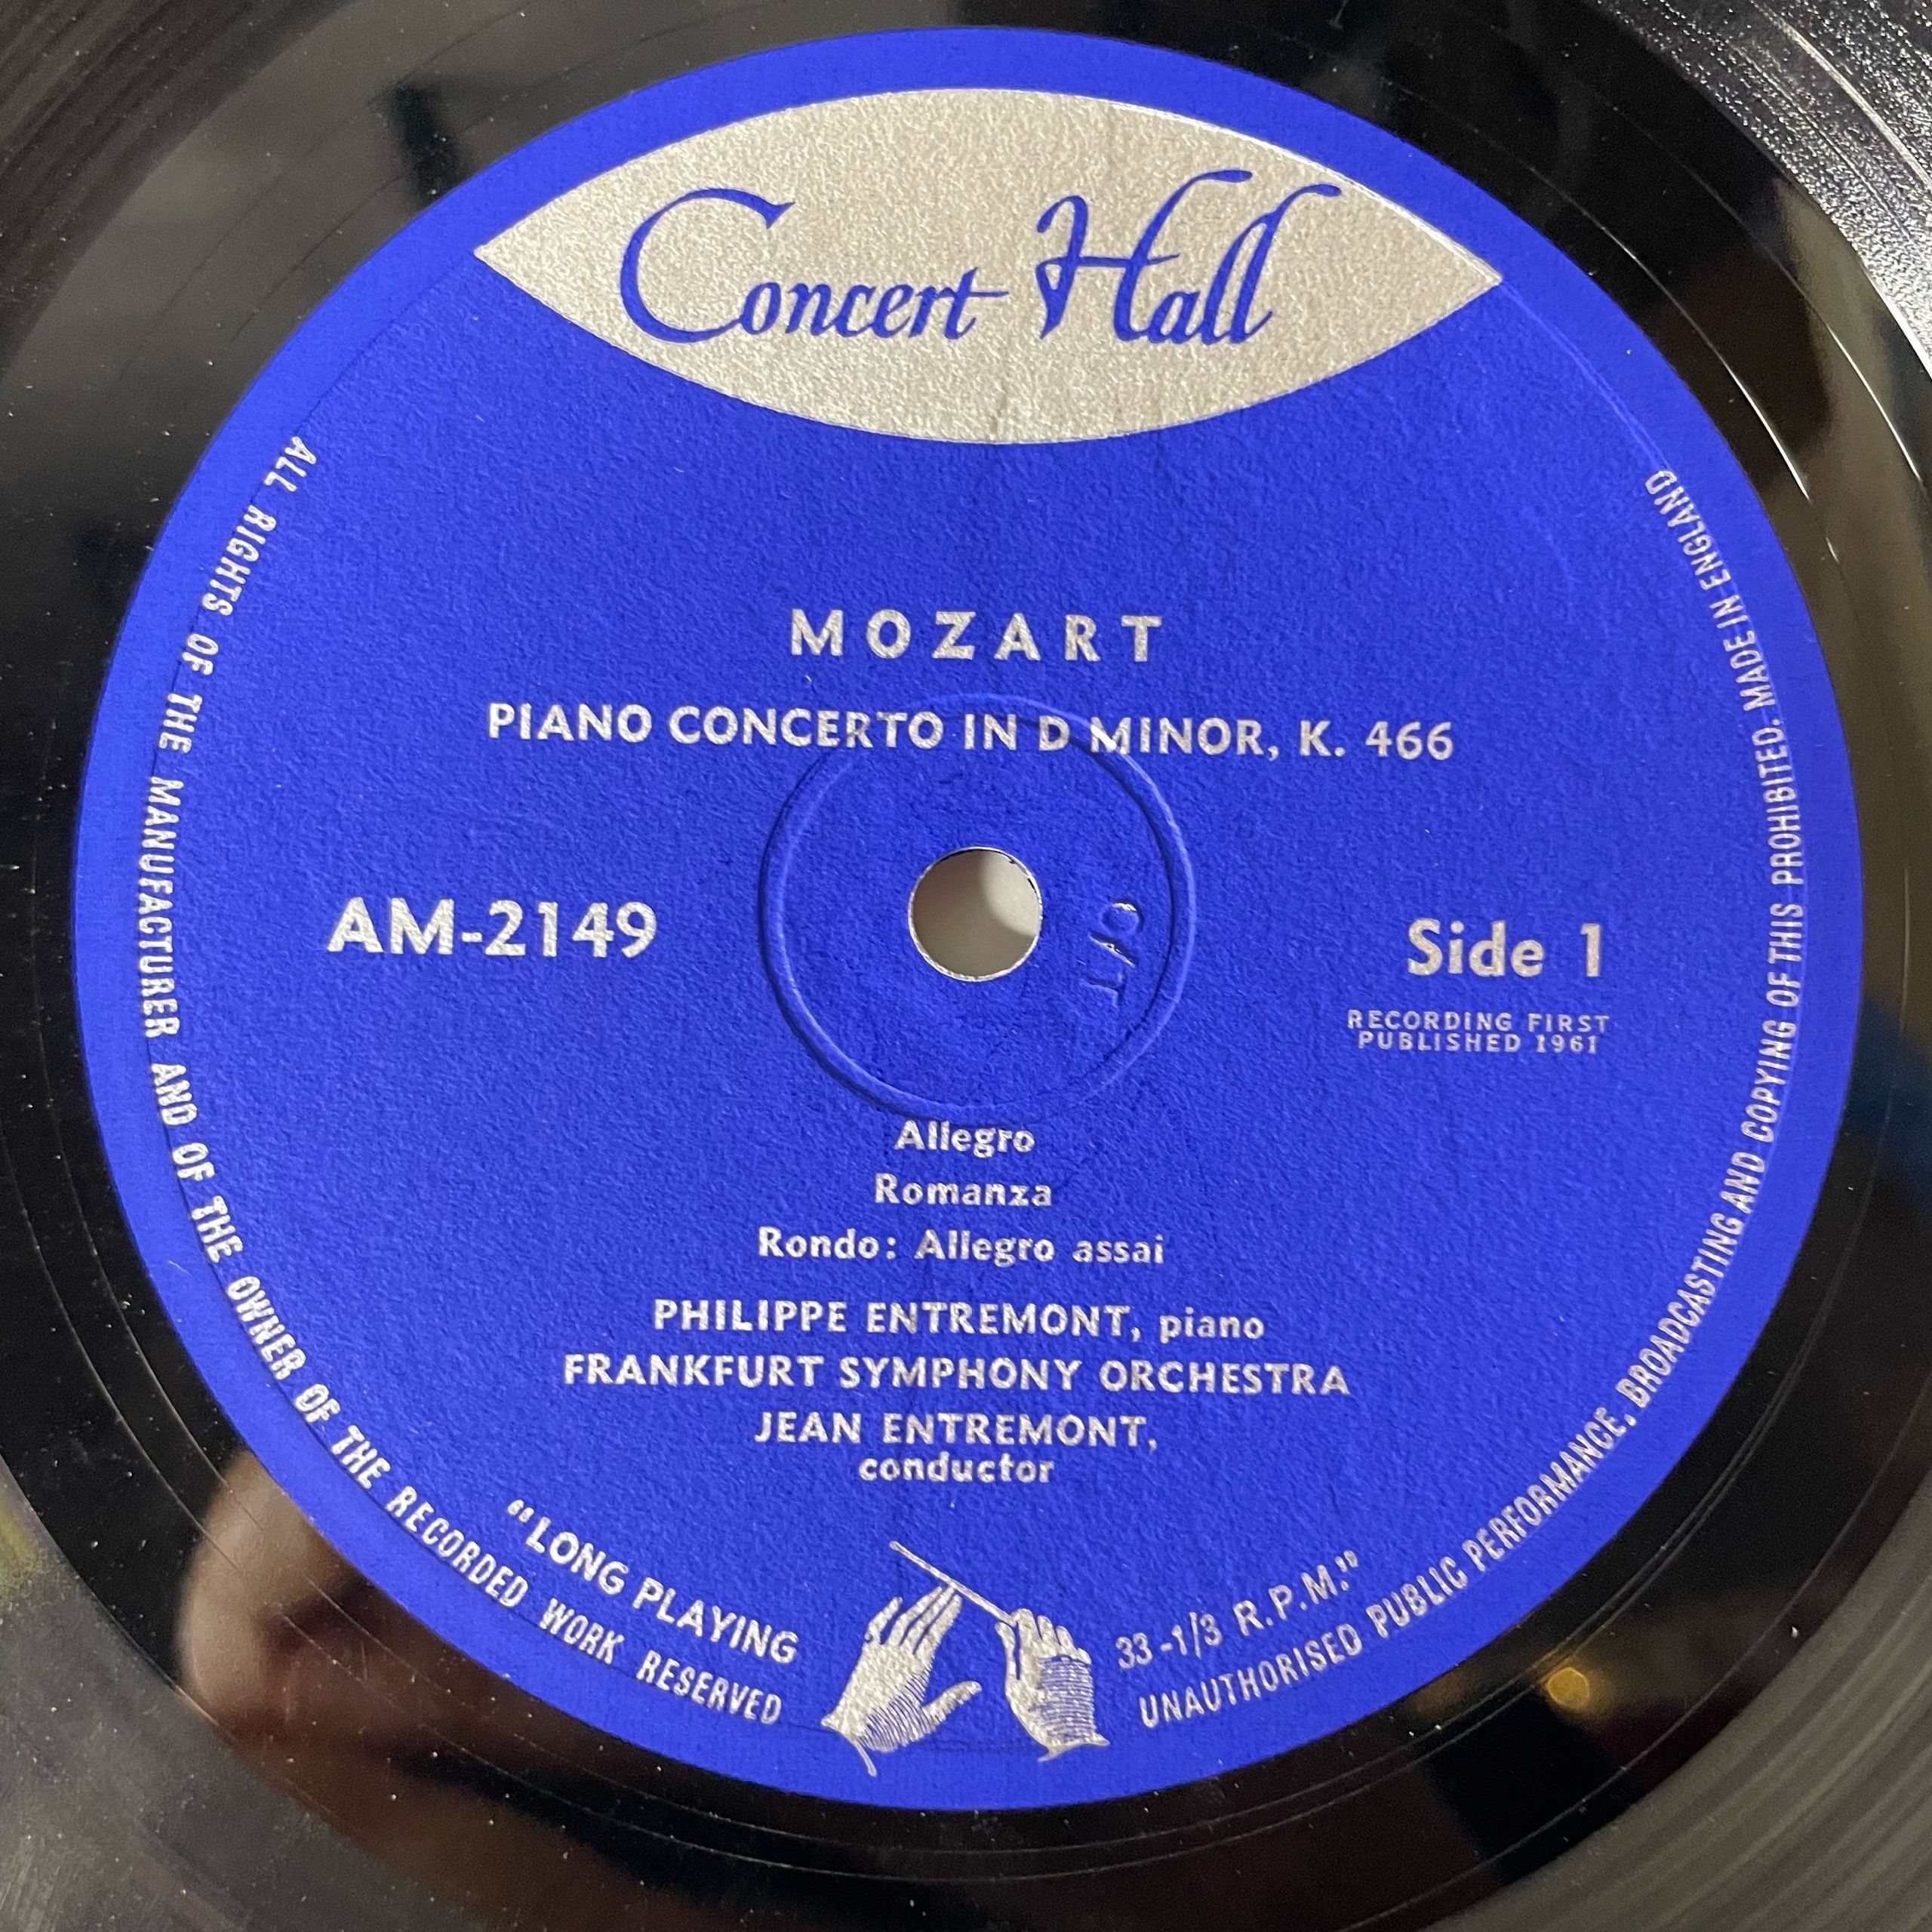 Concert Hall
MOZART
PIANO CONCERTO IN D MINOR, K. 466
AM-2149
Side 1
RECORDING FIRST
PUBLISHED 1961
O/T
Allegro
Romanza
Rondo: Allegro assai
PHILIPPE ENTREMONT, piano
FRANKFURT SYMPHONY ORCHESTRA
JEAN ENTREMONT,
conductor
"LONG PLAYING
33-1/3 R.P.M."
ALL RIGHTS OF THE MANUFACTURER AND OF THE OWNER OF THE RECORDED WORK RESERVED
UNAUTHORISED PUBLIC PERFORMANCE, BROADCASTING AND COPYING OF THIS PROHIBITED. MADE IN ENGLAND